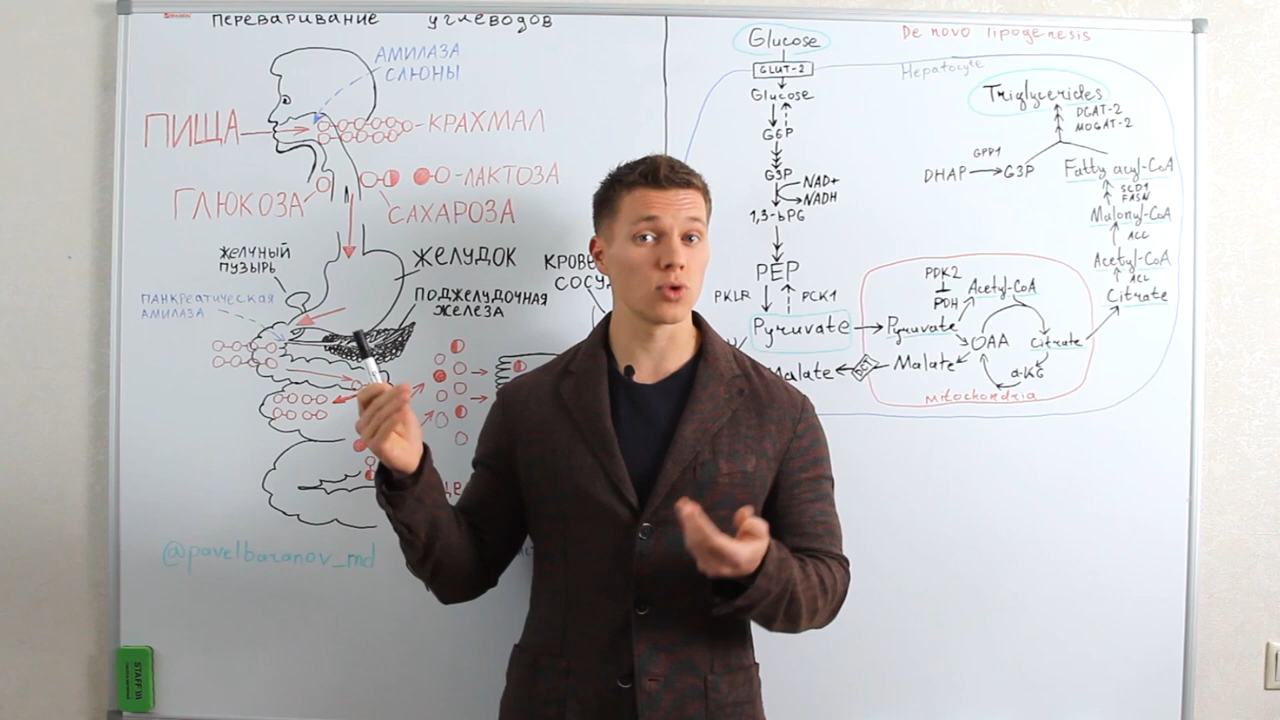 переваривание углеводов
АМИЛАЗА
СЛЮНЫ
ПИЩА
КРАХМАЛ
ЛАКТОЗА
ГЛЮКОЗА
САХАРОЗА
ЖЕЛЧНЫЙ
ПУЗЫРЬ
ЖЕЛУДОК
ПАНКРЕАТИЧЕСКАЯ
АМИЛАЗА
ПОДЖЕЛУДОЧНАЯ
ЖЕЛЕЗА
@pavelbaranov_md
STAFF
De novo lipogenesis
Glucose
GLUT-2
Hepatocyte
Glucose
G6P
G3P
NAD+
NADH
1,3-bPG
PEP
PKLR
PCK1
Pyruvate
Malate
Triglycerides
DGAT-2
MOGAT-2
GPD1
DHAP
G3P
Fatty acyl-CoA
SCD1
FASN
Malonyl-CoA
ACC
Acetyl-CoA
ACL
Citrate
PDK2
PDH
Acetyl-CoA
Pyruvate
OAA
Citrate
Malate
α-KG
Mitochondria